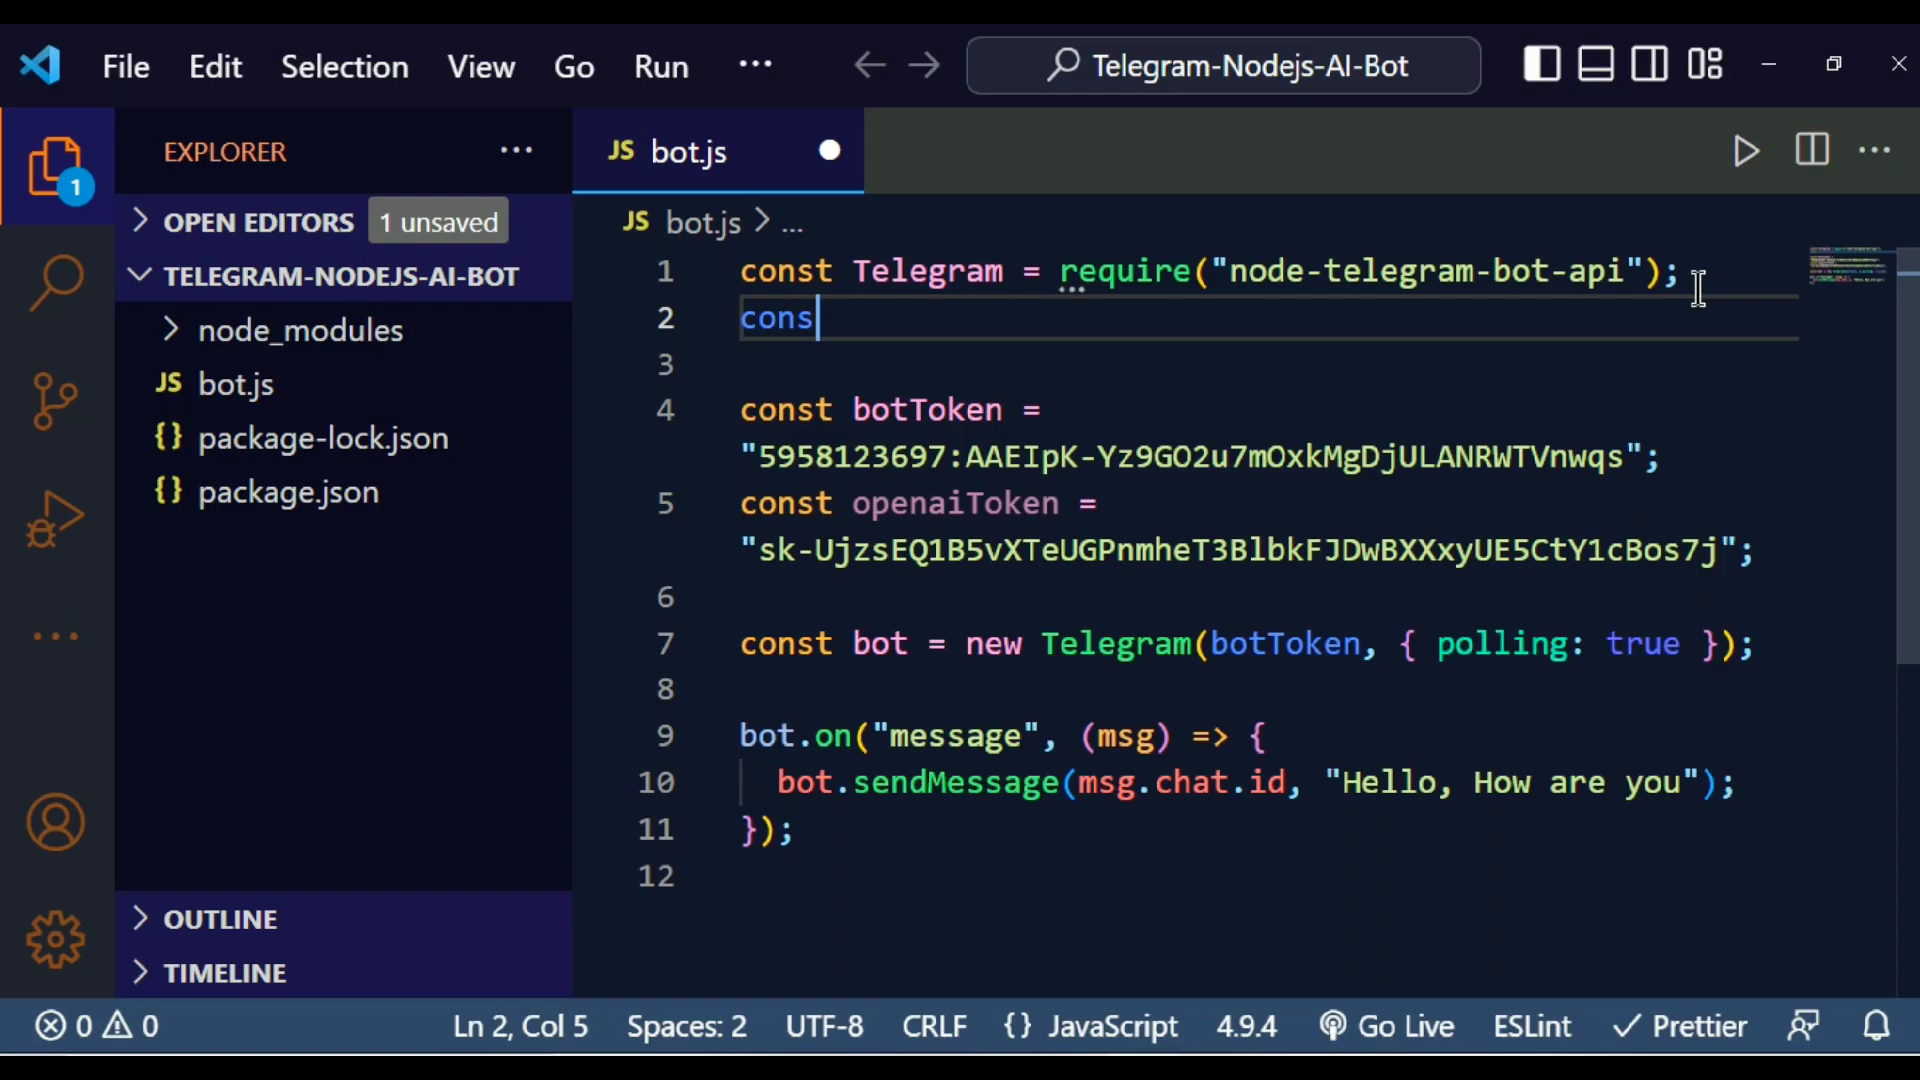 File Edit Selection View Go Run ... Telegram-Nodejs-AI-Bot
EXPLORER ...
1
OPEN EDITORS 1 unsaved
TELEGRAM-NODEJS-AI-BOT
node_modules
JS bot.js
{} package-lock.json
{} package.json
OUTLINE
TIMELINE
JS bot.js
JS bot.js > ...
1 const Telegram = require("node-telegram-bot-api");
2 cons
3
4 const botToken =
"5958123697:AAEIpK-Yz9GO2u7mOxkMgDjULANRWTVnwqs";
5 const openaiToken =
"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";
6
7 const bot = new Telegram(botToken, { polling: true });
8
9 bot.on("message", (msg) => {
10 bot.sendMessage(msg.chat.id, "Hello, How are you");
11 });
12
0 0 Ln 2, Col 5 Spaces: 2 UTF-8 CRLF {} JavaScript 4.9.4 Go Live ESLint Prettier